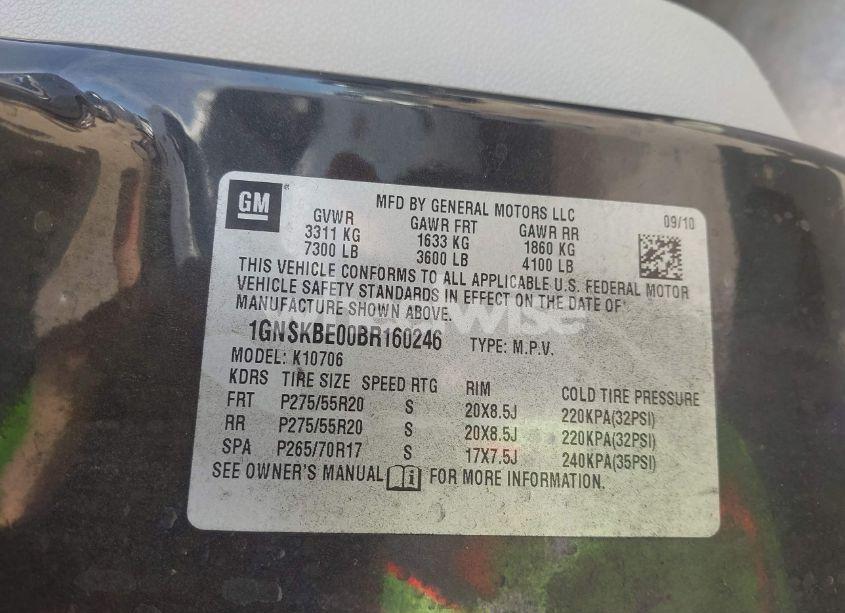 GM
MFD BY GENERAL MOTORS LLC
09/10
GVWR GAWR FRT GAWR RR
3311 KG 1633 KG 1860 KG
7300 LB 3600 LB 4100 LB
THIS VEHICLE CONFORMS TO ALL APPLICABLE U.S. FEDERAL MOTOR
VEHICLE SAFETY STANDARDS IN EFFECT ON THE DATE OF
MANUFACTURE SHOWN ABOVE.
1GNSKBE00BR160246 TYPE: M.P.V.
MODEL: K10706
KDRS TIRE SIZE SPEED RTG RIM COLD TIRE PRESSURE
FRT P275/55R20 S 20X8.5J 220KPA(32PSI)
RR P275/55R20 S 20X8.5J 220KPA(32PSI)
SPA P265/70R17 S 17X7.5J 240KPA(35PSI)
SEE OWNER'S MANUAL FOR MORE INFORMATION.